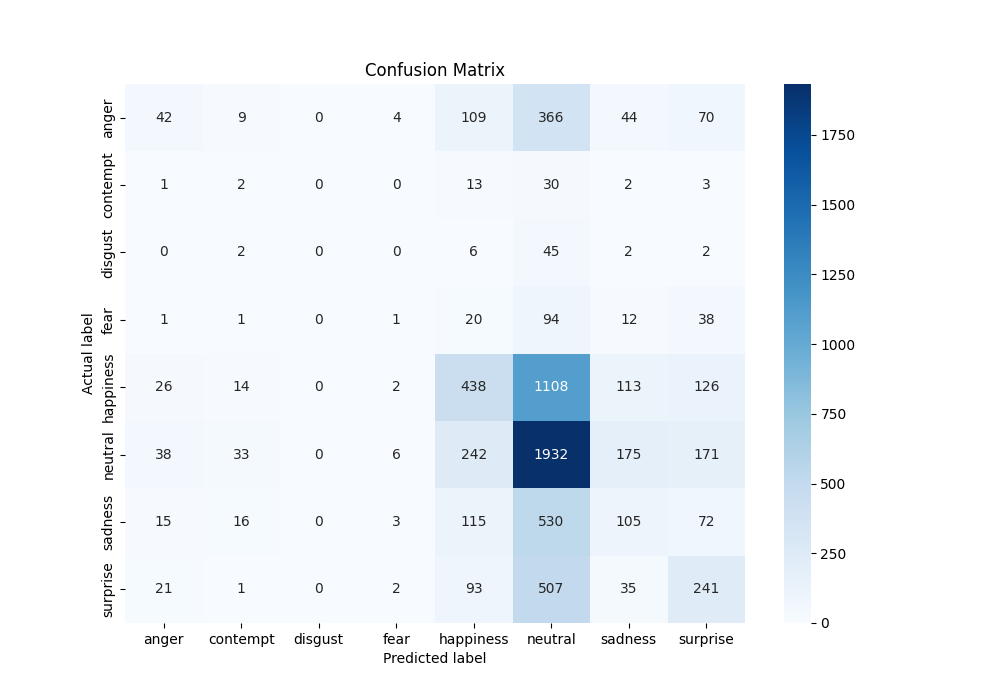 Confusion Matrix
Actual label
anger 42 9 0 4 109 366 44 70
contempt 1 2 0 0 13 30 2 3
disgust 0 2 0 0 6 45 2 2
fear 1 1 0 1 20 94 12 38
happiness 26 14 0 2 438 1108 113 126
neutral 38 33 0 6 242 1932 175 171
sadness 15 16 0 3 115 530 105 72
surprise 21 1 0 2 93 507 35 241
anger contempt disgust fear happiness neutral sadness surprise
Predicted label
1750
1500
1250
1000
750
500
250
0